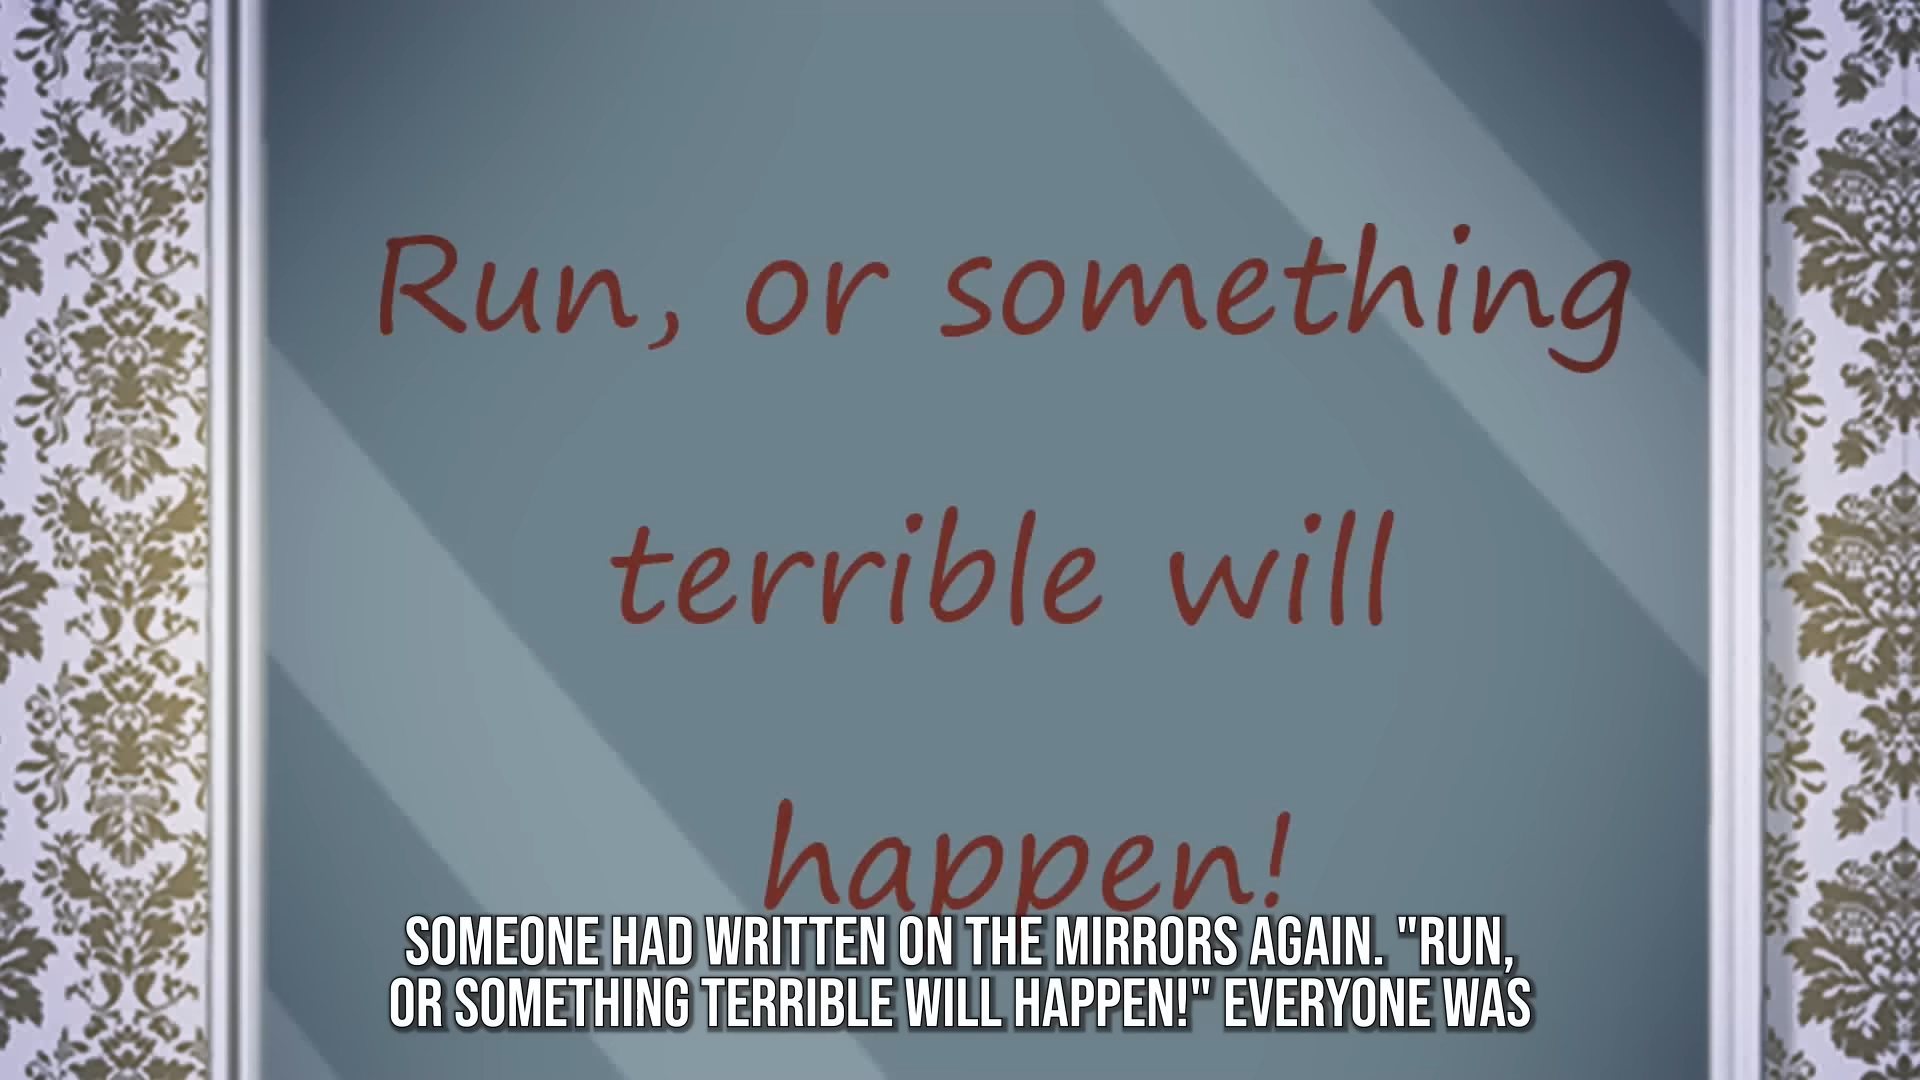 Run, or something
terrible will
happen!
SOMEONE HAD WRITTEN ON THE MIRRORS AGAIN. "RUN,
OR SOMETHING TERRIBLE WILL HAPPEN!" EVERYONE WAS